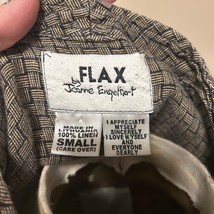 FLAX
by
Jeanne Engelhart
MADE IN
LITHUANIA
100% LINEN
SMALL
(CARE OVER)
I APPRECIATE
MYSELF
SINCERELY
I LOVE MYSELF
AND
EVERYONE
DEARLY